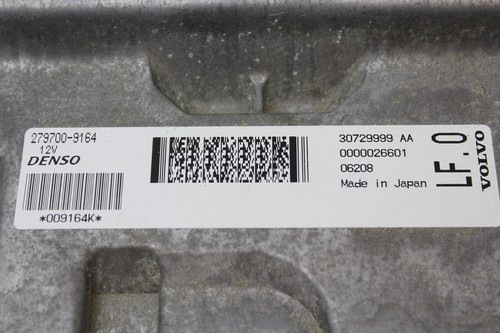 279700-9164
12V
DENSO
*009164K*
30729999 AA
0000026601
06208
Made in Japan
LF.0
VOLVO